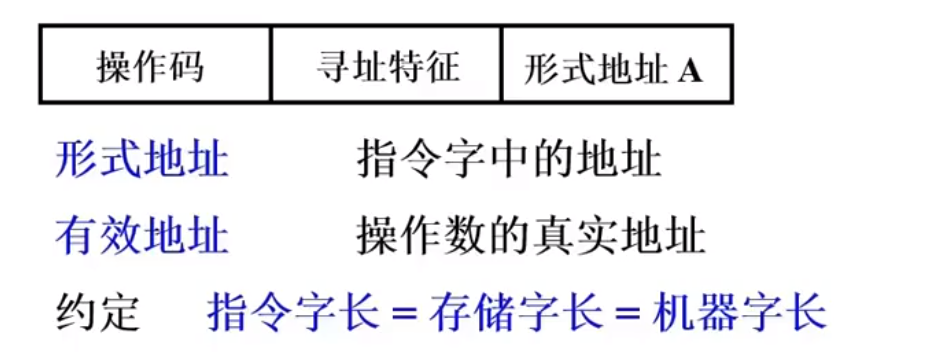 操作码 寻址特征 形式地址 A
形式地址 指令字中的地址
有效地址 操作数的真实地址
约定 指令字长 = 存储字长 = 机器字长